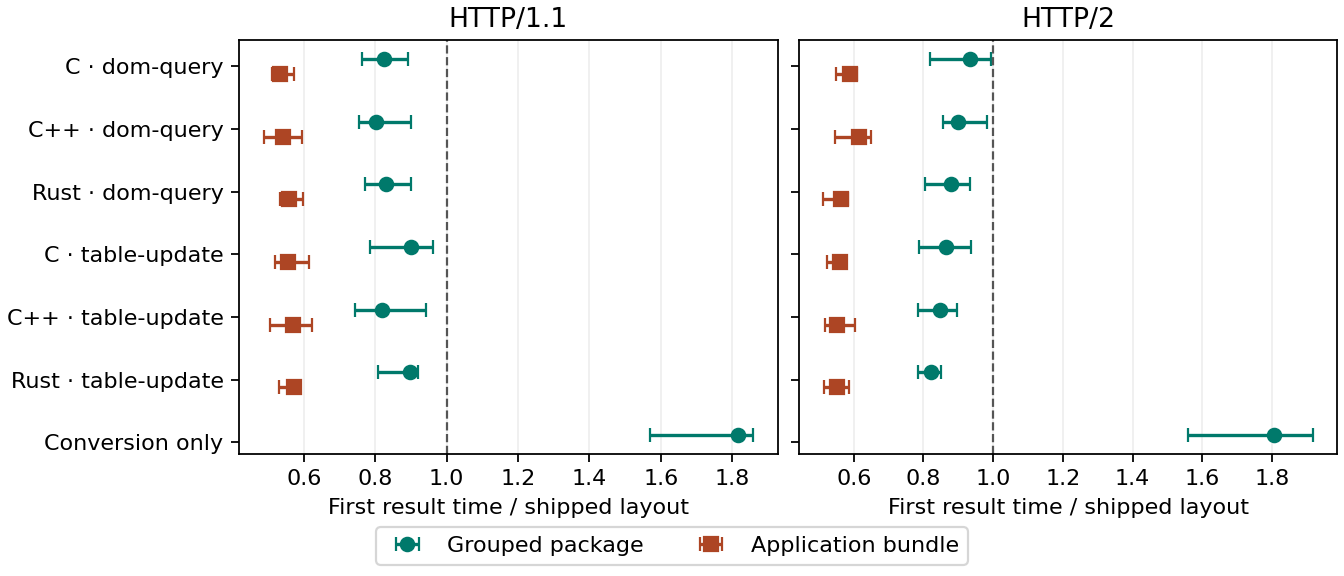 HTTP/1.1
HTTP/2
C · dom-query
C++ · dom-query
Rust · dom-query
C · table-update
C++ · table-update
Rust · table-update
Conversion only
0.6 0.8 1.0 1.2 1.4 1.6 1.8
0.6 0.8 1.0 1.2 1.4 1.6 1.8
First result time / shipped layout
First result time / shipped layout
Grouped package
Application bundle